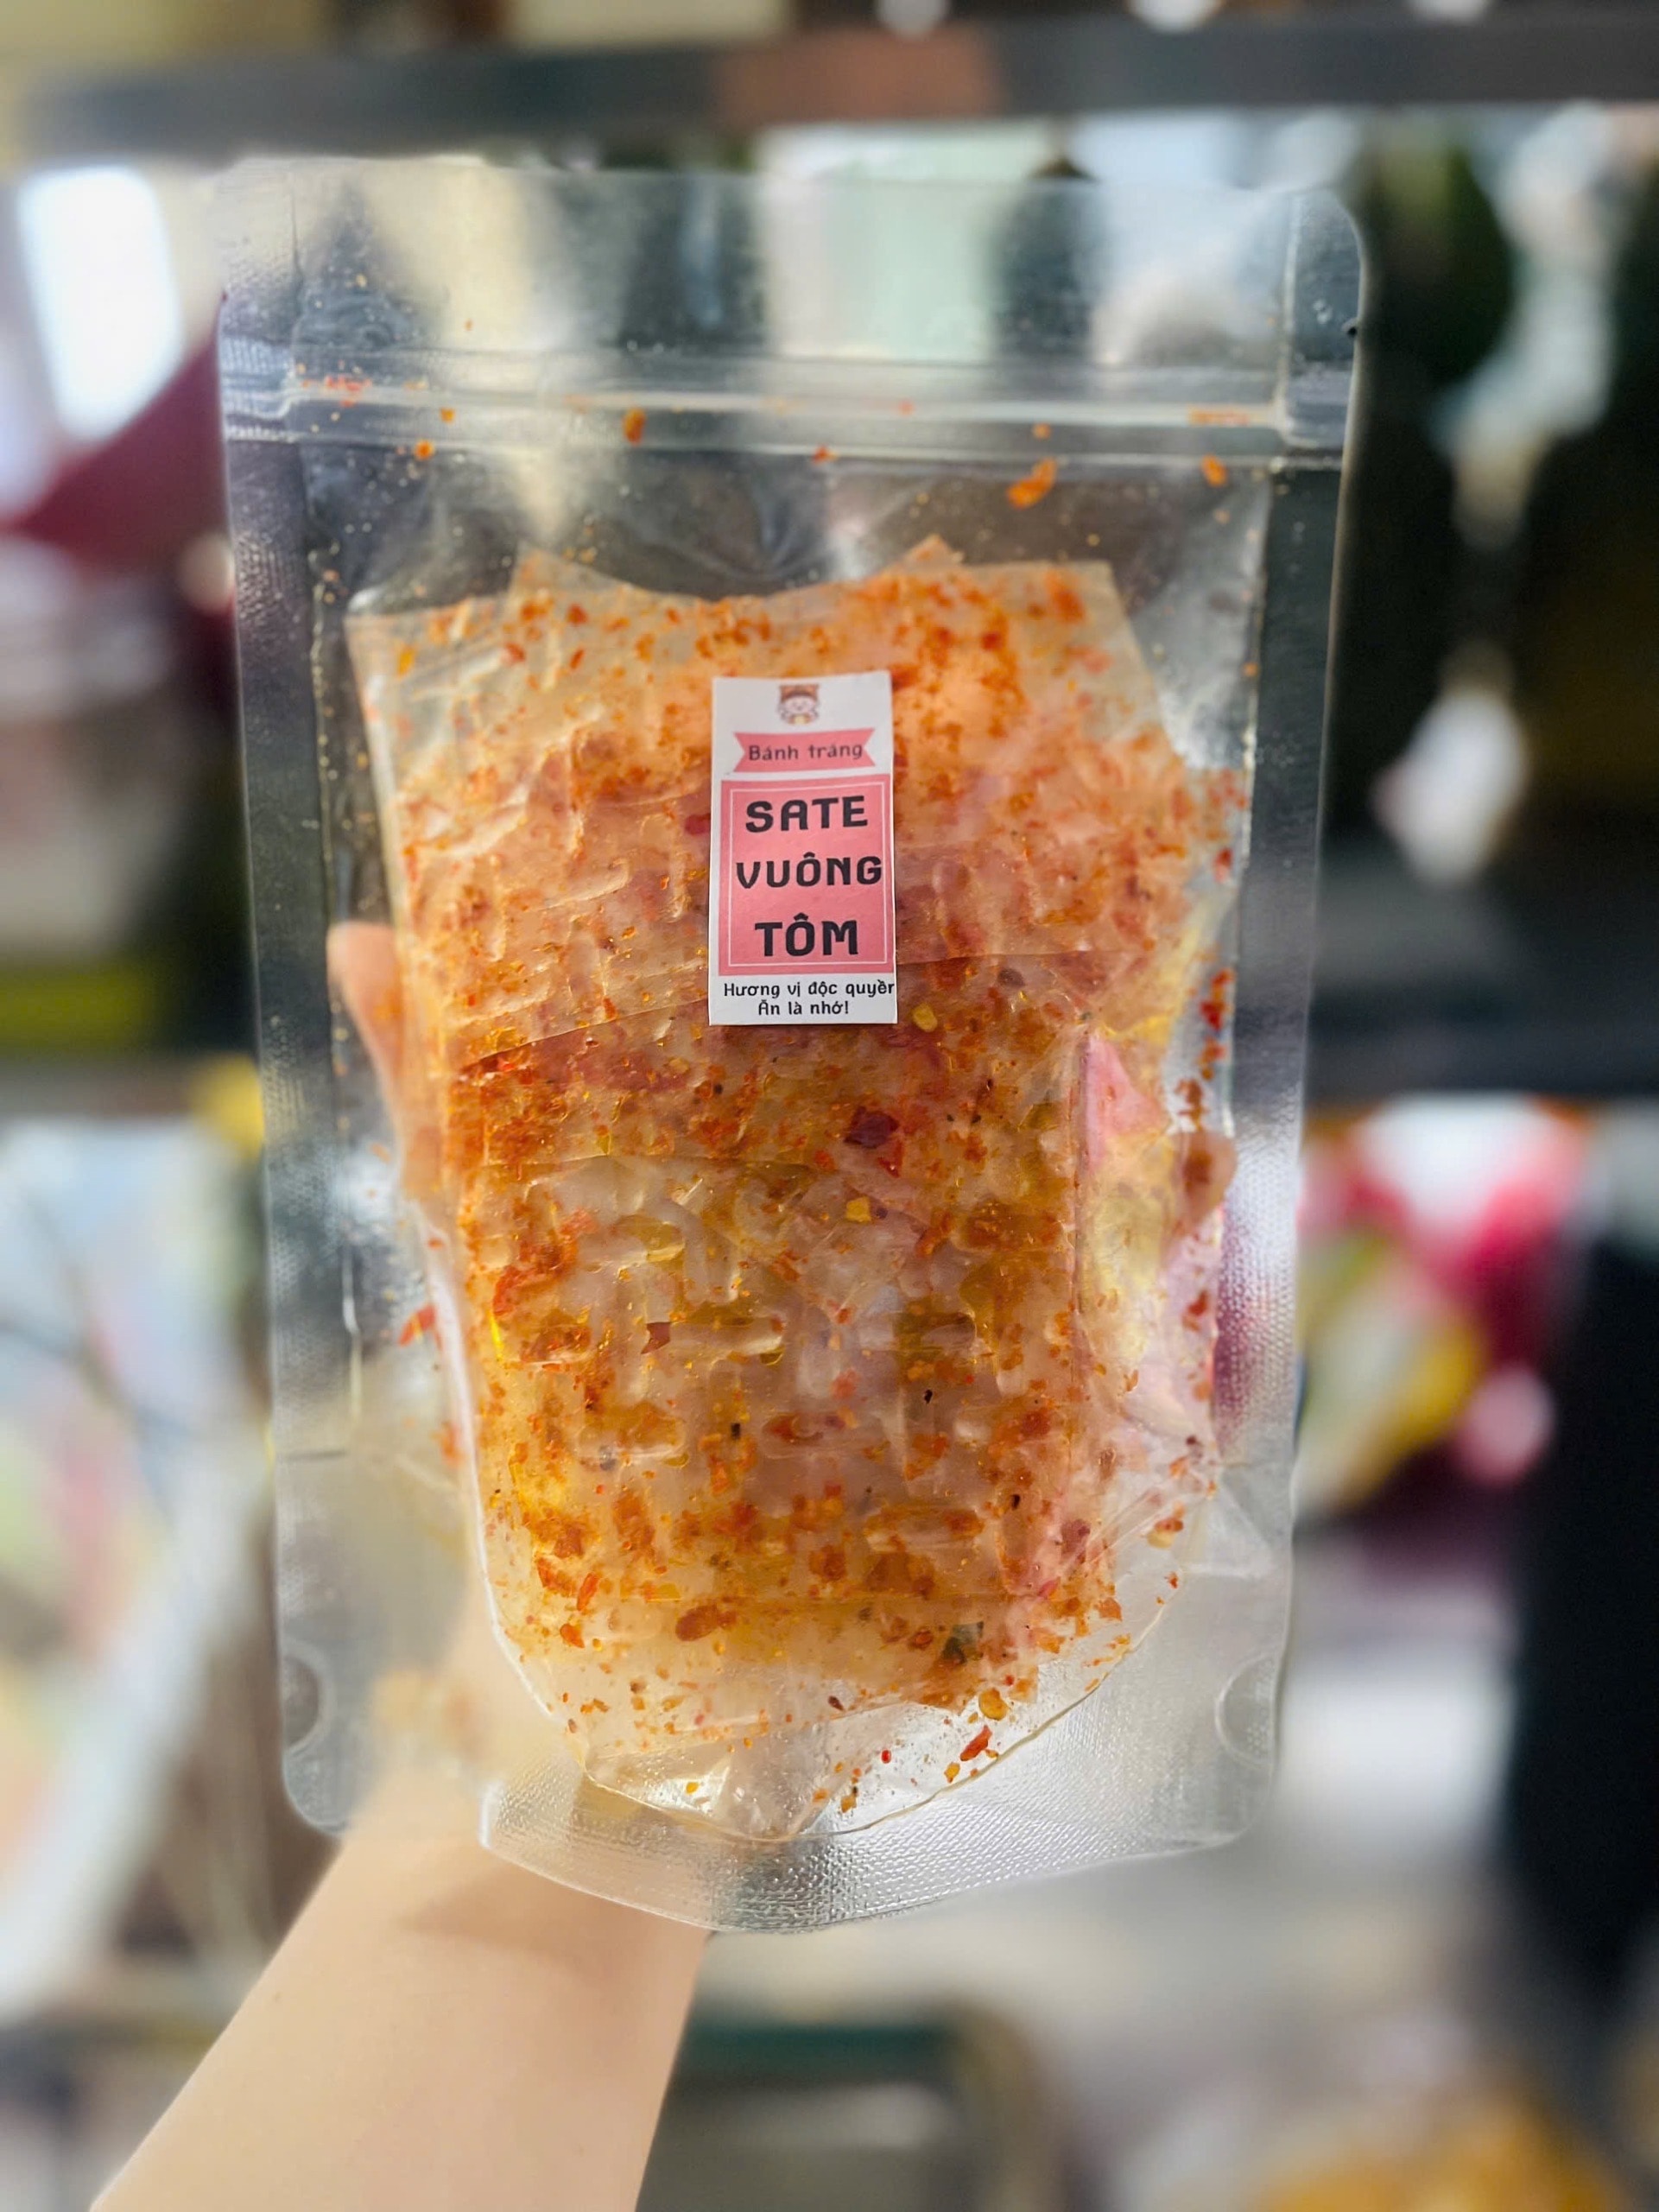 Bánh tráng
SATE
VUÔNG
TÔM
Hương vị độc quyền
Ăn là nhớ!